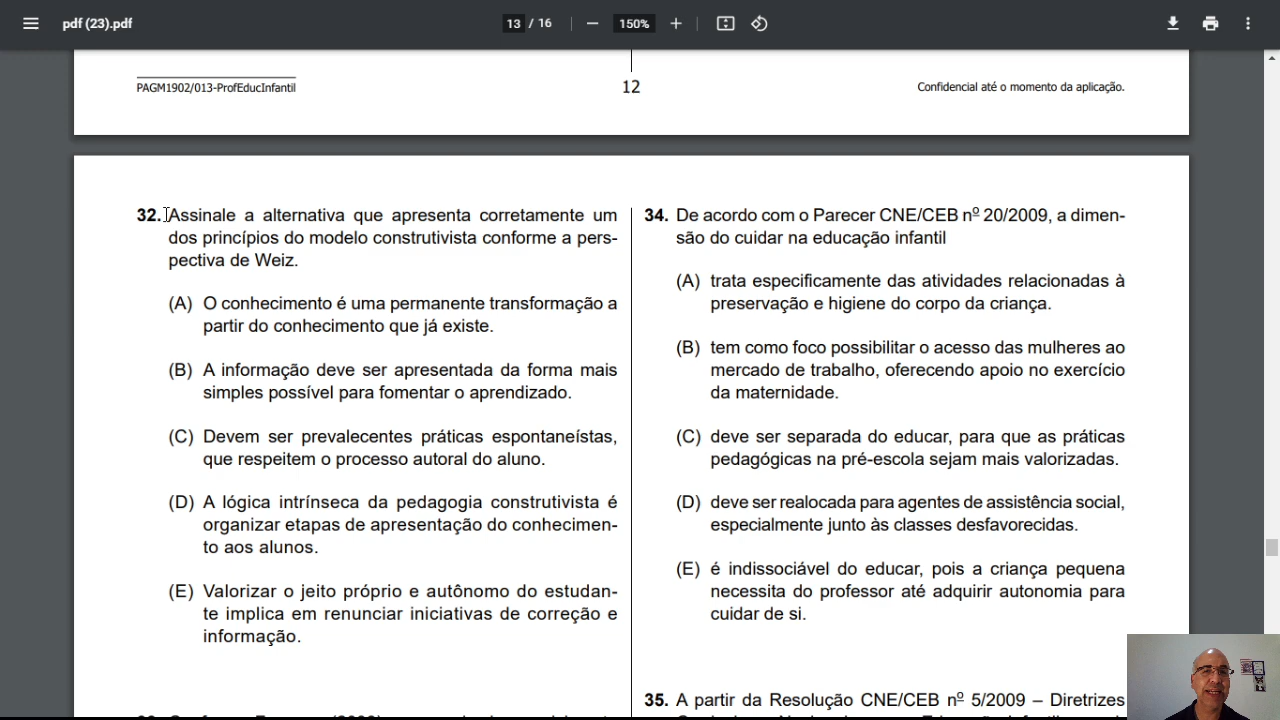 pdf (23).pdf
13 / 16
150%
PAGM1902/013-ProfEducInfantil
12
Confidencial até o momento da aplicação.
32. Assinale a alternativa que apresenta corretamente um
dos princípios do modelo construtivista conforme a pers-
pectiva de Weiz.
(A) O conhecimento é uma permanente transformação a
partir do conhecimento que já existe.
(B) A informação deve ser apresentada da forma mais
simples possível para fomentar o aprendizado.
(C) Devem ser prevalecentes práticas espontaneístas,
que respeitem o processo autoral do aluno.
(D) A lógica intrínseca da pedagogia construtivista é
organizar etapas de apresentação do conhecimen-
to aos alunos.
(E) Valorizar o jeito próprio e autônomo do estudan-
te implica em renunciar iniciativas de correção e
informação.
34. De acordo com o Parecer CNE/CEB nº 20/2009, a dimen-
são do cuidar na educação infantil
(A) trata especificamente das atividades relacionadas à
preservação e higiene do corpo da criança.
(B) tem como foco possibilitar o acesso das mulheres ao
mercado de trabalho, oferecendo apoio no exercício
da maternidade.
(C) deve ser separada do educar, para que as práticas
pedagógicas na pré-escola sejam mais valorizadas.
(D) deve ser realocada para agentes de assistência social,
especialmente junto às classes desfavorecidas.
(E) é indissociável do educar, pois a criança pequena
necessita do professor até adquirir autonomia para
cuidar de si.
35. A partir da Resolução CNE/CEB nº 5/2009 – Diretrizes